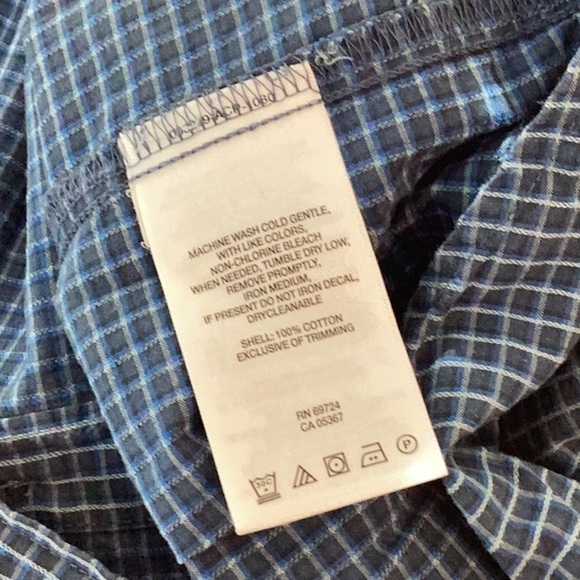 MACHINE WASH COLD GENTLE,
WITH LIKE COLORS,
NON-CHLORINE BLEACH
WHEN NEEDED, TUMBLE DRY LOW,
REMOVE PROMPTLY,
IRON MEDIUM,
IF PRESENT DO NOT IRON DECAL,
DRYCLEANABLE
SHELL: 100% COTTON
EXCLUSIVE OF TRIMMING
RN 69724
CA 05367
30C P